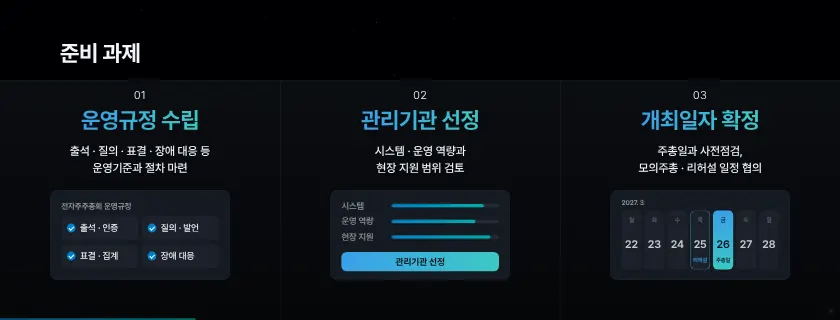 준비 과제
01
운영규정 수립
출석 · 질의 · 표결 · 장애 대응 등
운영기준과 절차 마련
전자주주총회 운영규정
출석 · 인증
질의 · 발언
표결 · 집계
장애 대응
02
관리기관 선정
시스템 · 운영 역량과
현장 지원 범위 검토
시스템
운영 역량
현장 지원
관리기관 선정
03
개최일자 확정
주총일과 사전점검,
모의주총 · 리허설 일정 협의
2027. 3
월 화 수 목 금 토 일
22 23 24 25 26 27 28
리허설 주총일